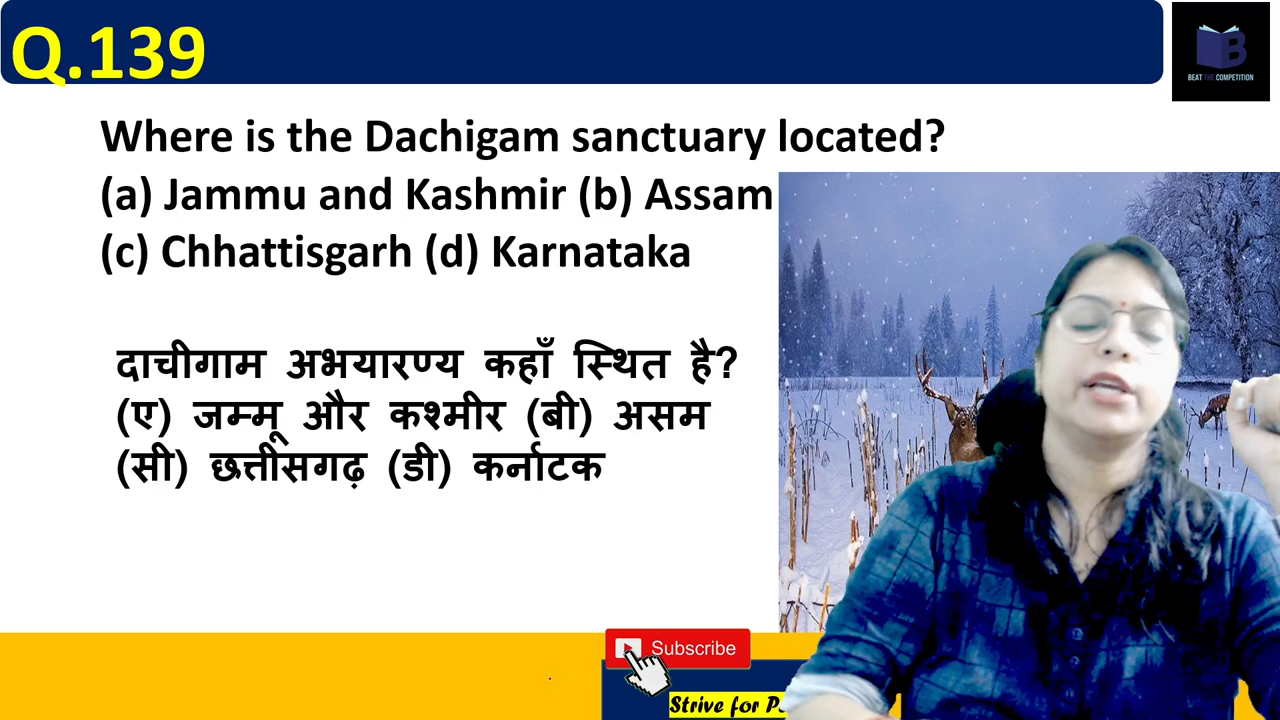 Q.139
BEAT THE COMPETITION
Where is the Dachigam sanctuary located?
(a) Jammu and Kashmir (b) Assam
(c) Chhattisgarh (d) Karnataka
दाचीगाम अभयारण्य कहाँ स्थित है?
(ए) जम्मू और कश्मीर (बी) असम
(सी) छत्तीसगढ़ (डी) कर्नाटक
Subscribe
Strive for